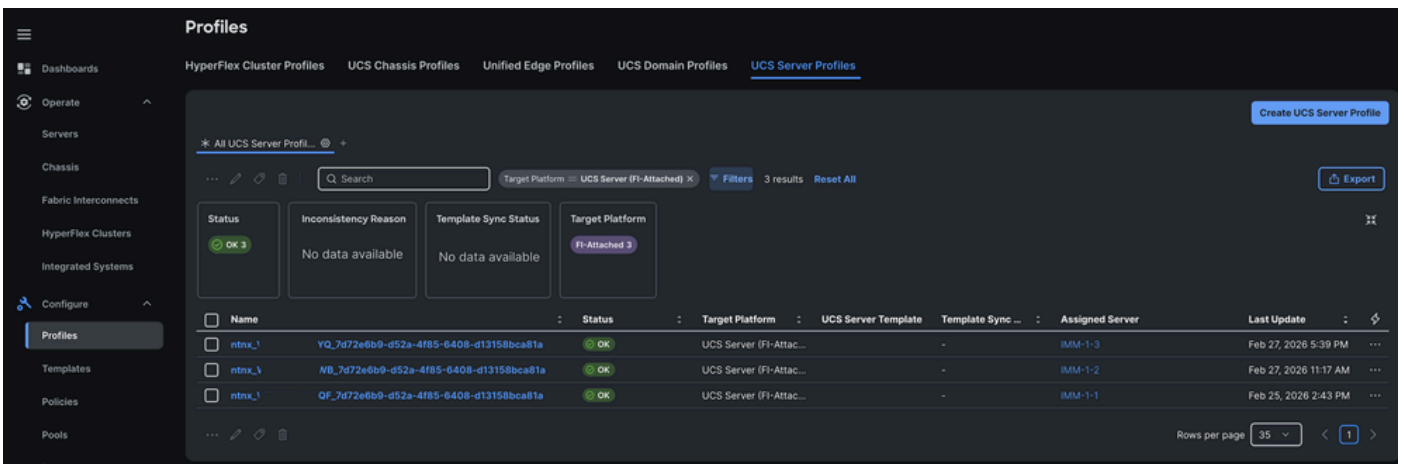 Profiles
Dashboards
Operate
Servers
Chassis
Fabric Interconnects
HyperFlex Clusters
Integrated Systems
Configure
Profiles
Templates
Policies
Pools
HyperFlex Cluster Profiles UCS Chassis Profiles Unified Edge Profiles UCS Domain Profiles UCS Server Profiles
Create UCS Server Profile
All UCS Server Profil... +
Search Target Platform = UCS Server (FI-Attached) × Filters 3 results Reset All Export
Status Inconsistency Reason Template Sync Status Target Platform
OK 3 No data available No data available FI-Attached 3
Name Status Target Platform UCS Server Template Template Sync ... Assigned Server Last Update
ntnx_ YQ_7d72e6b9-d52a-4f85-6408-d13158bca81a OK UCS Server (FI-Attac... - IMM-1-3 Feb 27, 2026 5:39 PM ...
ntnx_ NB_7d72e6b9-d52a-4f85-6408-d13158bca81a OK UCS Server (FI-Attac... - IMM-1-2 Feb 27, 2026 11:17 AM ...
ntnx_ QF_7d72e6b9-d52a-4f85-6408-d13158bca81a OK UCS Server (FI-Attac... - IMM-1-1 Feb 25, 2026 2:43 PM ...
Rows per page 35 < 1 >